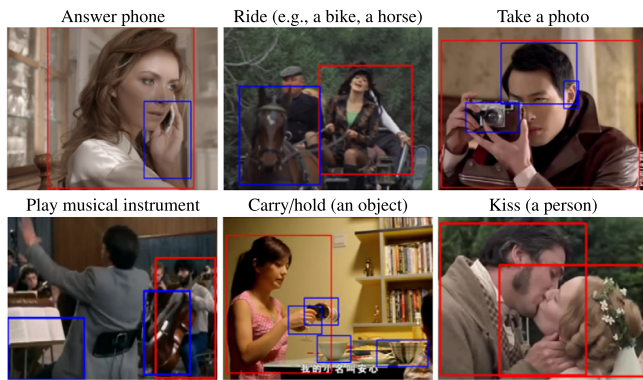 Answer phone
Ride (e.g., a bike, a horse)
Take a photo
Play musical instrument
Carry/hold (an object)
Kiss (a person)
我的小名叫安心